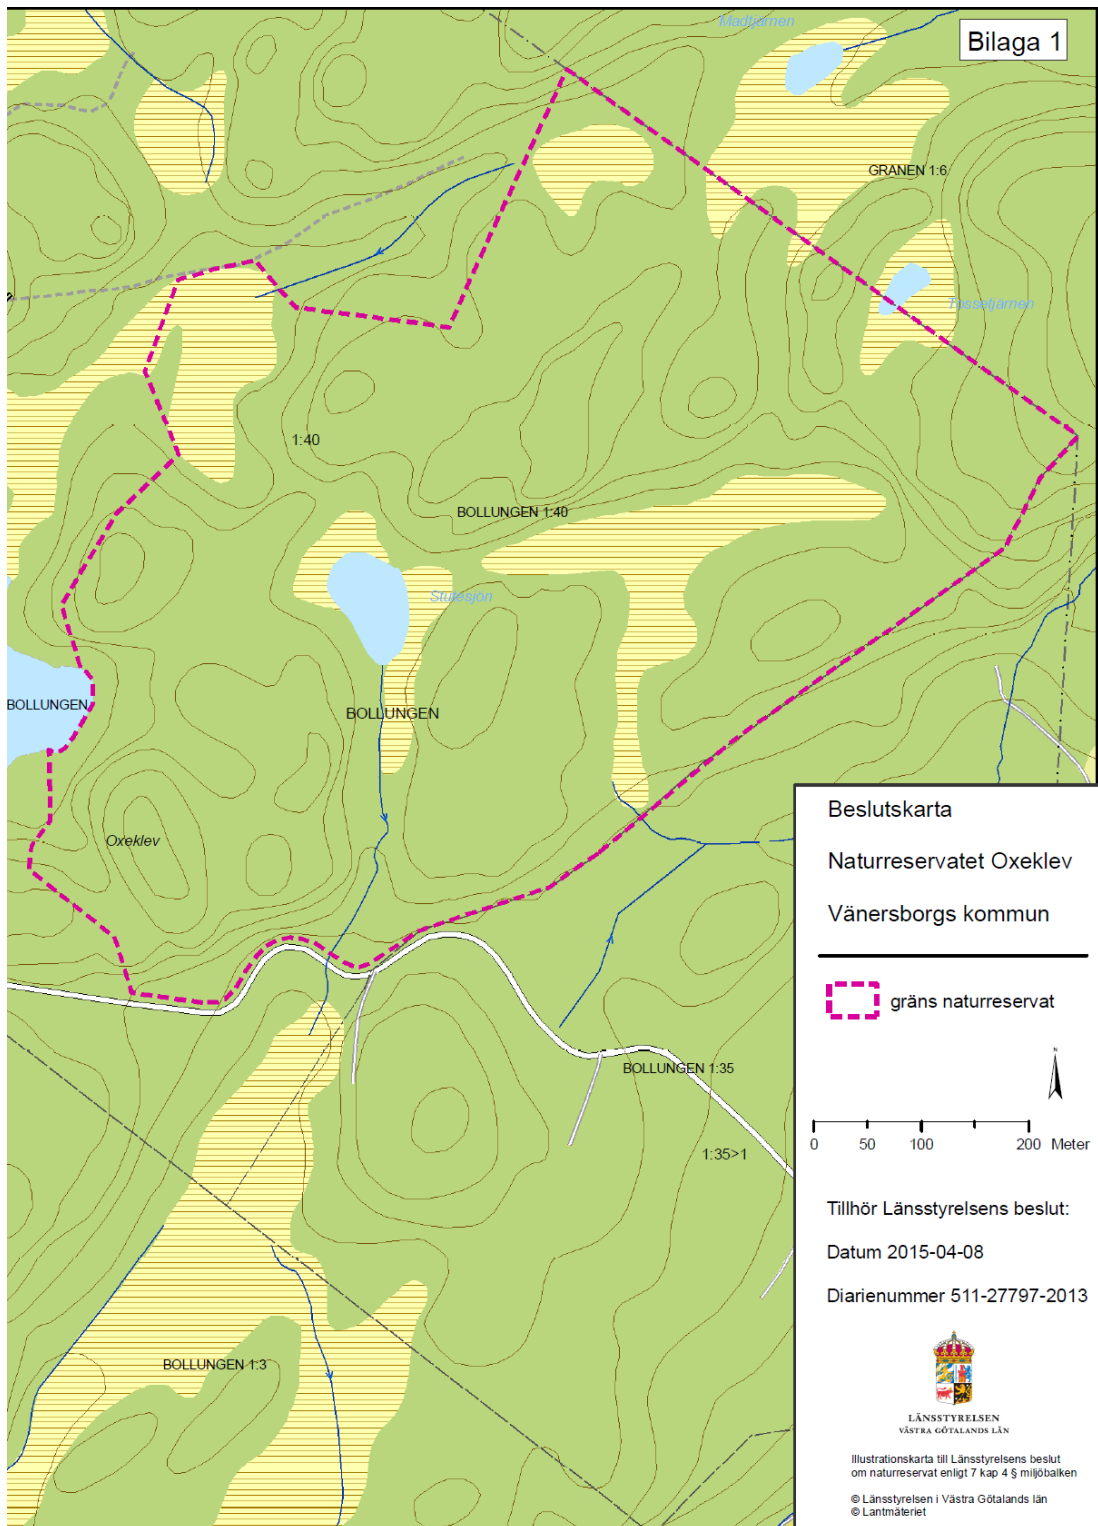 Madtjärnen
Bilaga 1
GRANEN 1:6
Tössetjärnen
1:40
BOLLUNGEN 1:40
Stutesjön
BOLLUNGEN
BOLLUNGEN
Oxeklev
BOLLUNGEN 1:35
1:35>1
BOLLUNGEN 1:3
Beslutskarta
Naturreservatet Oxeklev
Vänersborgs kommun
gräns naturreservat
N
0 50 100 200 Meter
Tillhör Länsstyrelsens beslut:
Datum 2015-04-08
Diarienummer 511-27797-2013
LÄNSSTYRELSEN
VÄSTRA GÖTALANDS LÄN
Illustrationskarta till Länsstyrelsens beslut
om naturreservat enligt 7 kap 4 § miljöbalken
© Länsstyrelsen i Västra Götalands län
© Lantmäteriet